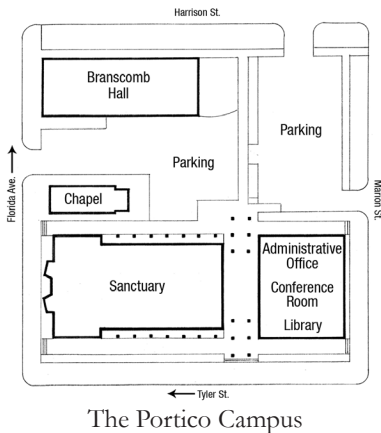 Harrison St.
Branscomb
Hall
Parking
Parking
Florida Ave.
Chapel
Marion St.
Administrative
Office
Sanctuary
Conference
Room
Library
Tyler St.
The Portico Campus